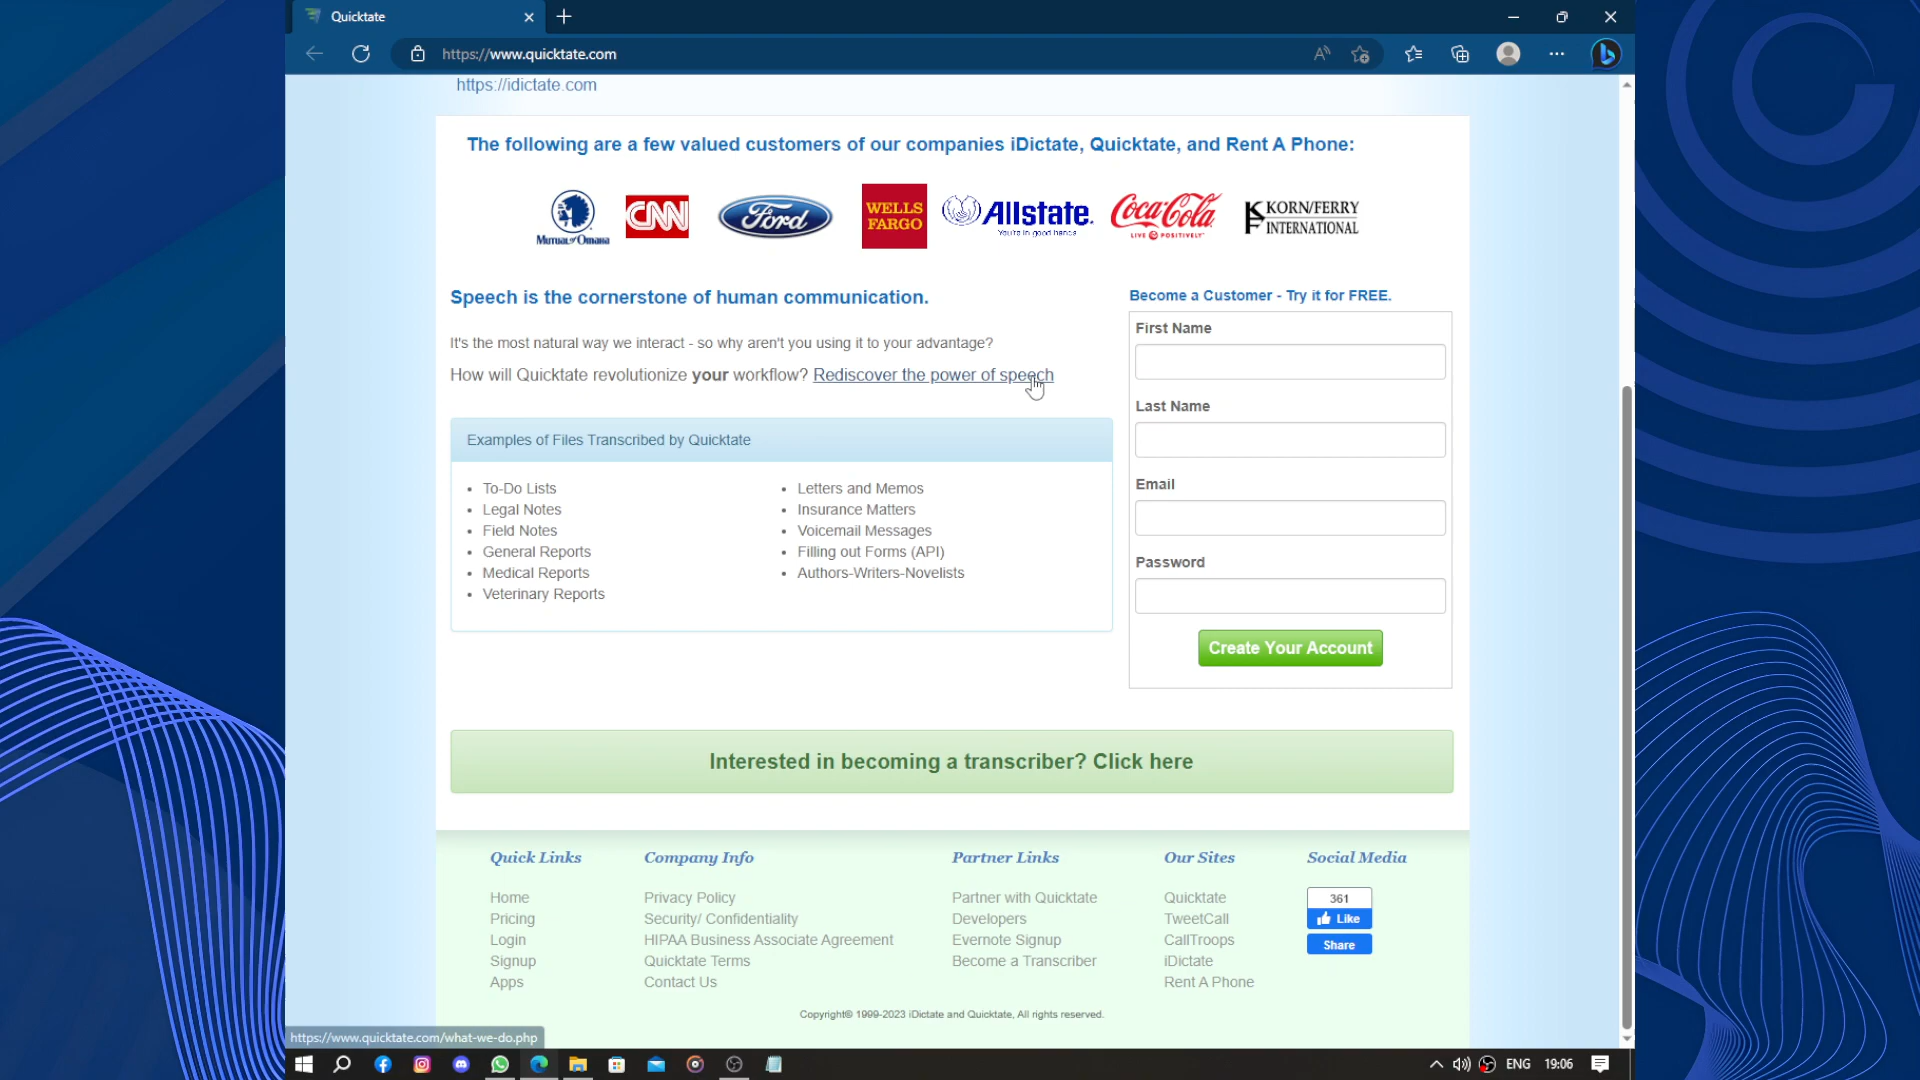 Quicktate
https://www.quicktate.com
https://idictate.com
The following are a few valued customers of our companies iDictate, Quicktate, and Rent A Phone:
MUTUAL of OMAHA
CNN
Ford
WELLS FARGO
Allstate.
You're in good hands.
Coca-Cola
LIVE POSITIVELY
KORN/FERRY INTERNATIONAL
Speech is the cornerstone of human communication.
It's the most natural way we interact - so why aren't you using it to your advantage?
How will Quicktate revolutionize your workflow? Rediscover the power of speech
Examples of Files Transcribed by Quicktate
To-Do Lists
Legal Notes
Field Notes
General Reports
Medical Reports
Veterinary Reports
Letters and Memos
Insurance Matters
Voicemail Messages
Filling out Forms (API)
Authors-Writers-Novelists
Become a Customer - Try it for FREE.
First Name
Last Name
Email
Password
Create Your Account
Interested in becoming a transcriber? Click here
Quick Links
Home
Pricing
Login
Signup
Apps
Company Info
Privacy Policy
Security/ Confidentiality
HIPAA Business Associate Agreement
Quicktate Terms
Contact Us
Partner Links
Partner with Quicktate
Developers
Evernote Signup
Become a Transcriber
Our Sites
Quicktate
TweetCall
CallTroops
iDictate
Rent A Phone
Social Media
361
Like
Share
Copyright© 1999-2023 iDictate and Quicktate, All rights reserved.
https://www.quicktate.com/what-we-do.php
ENG
19:06